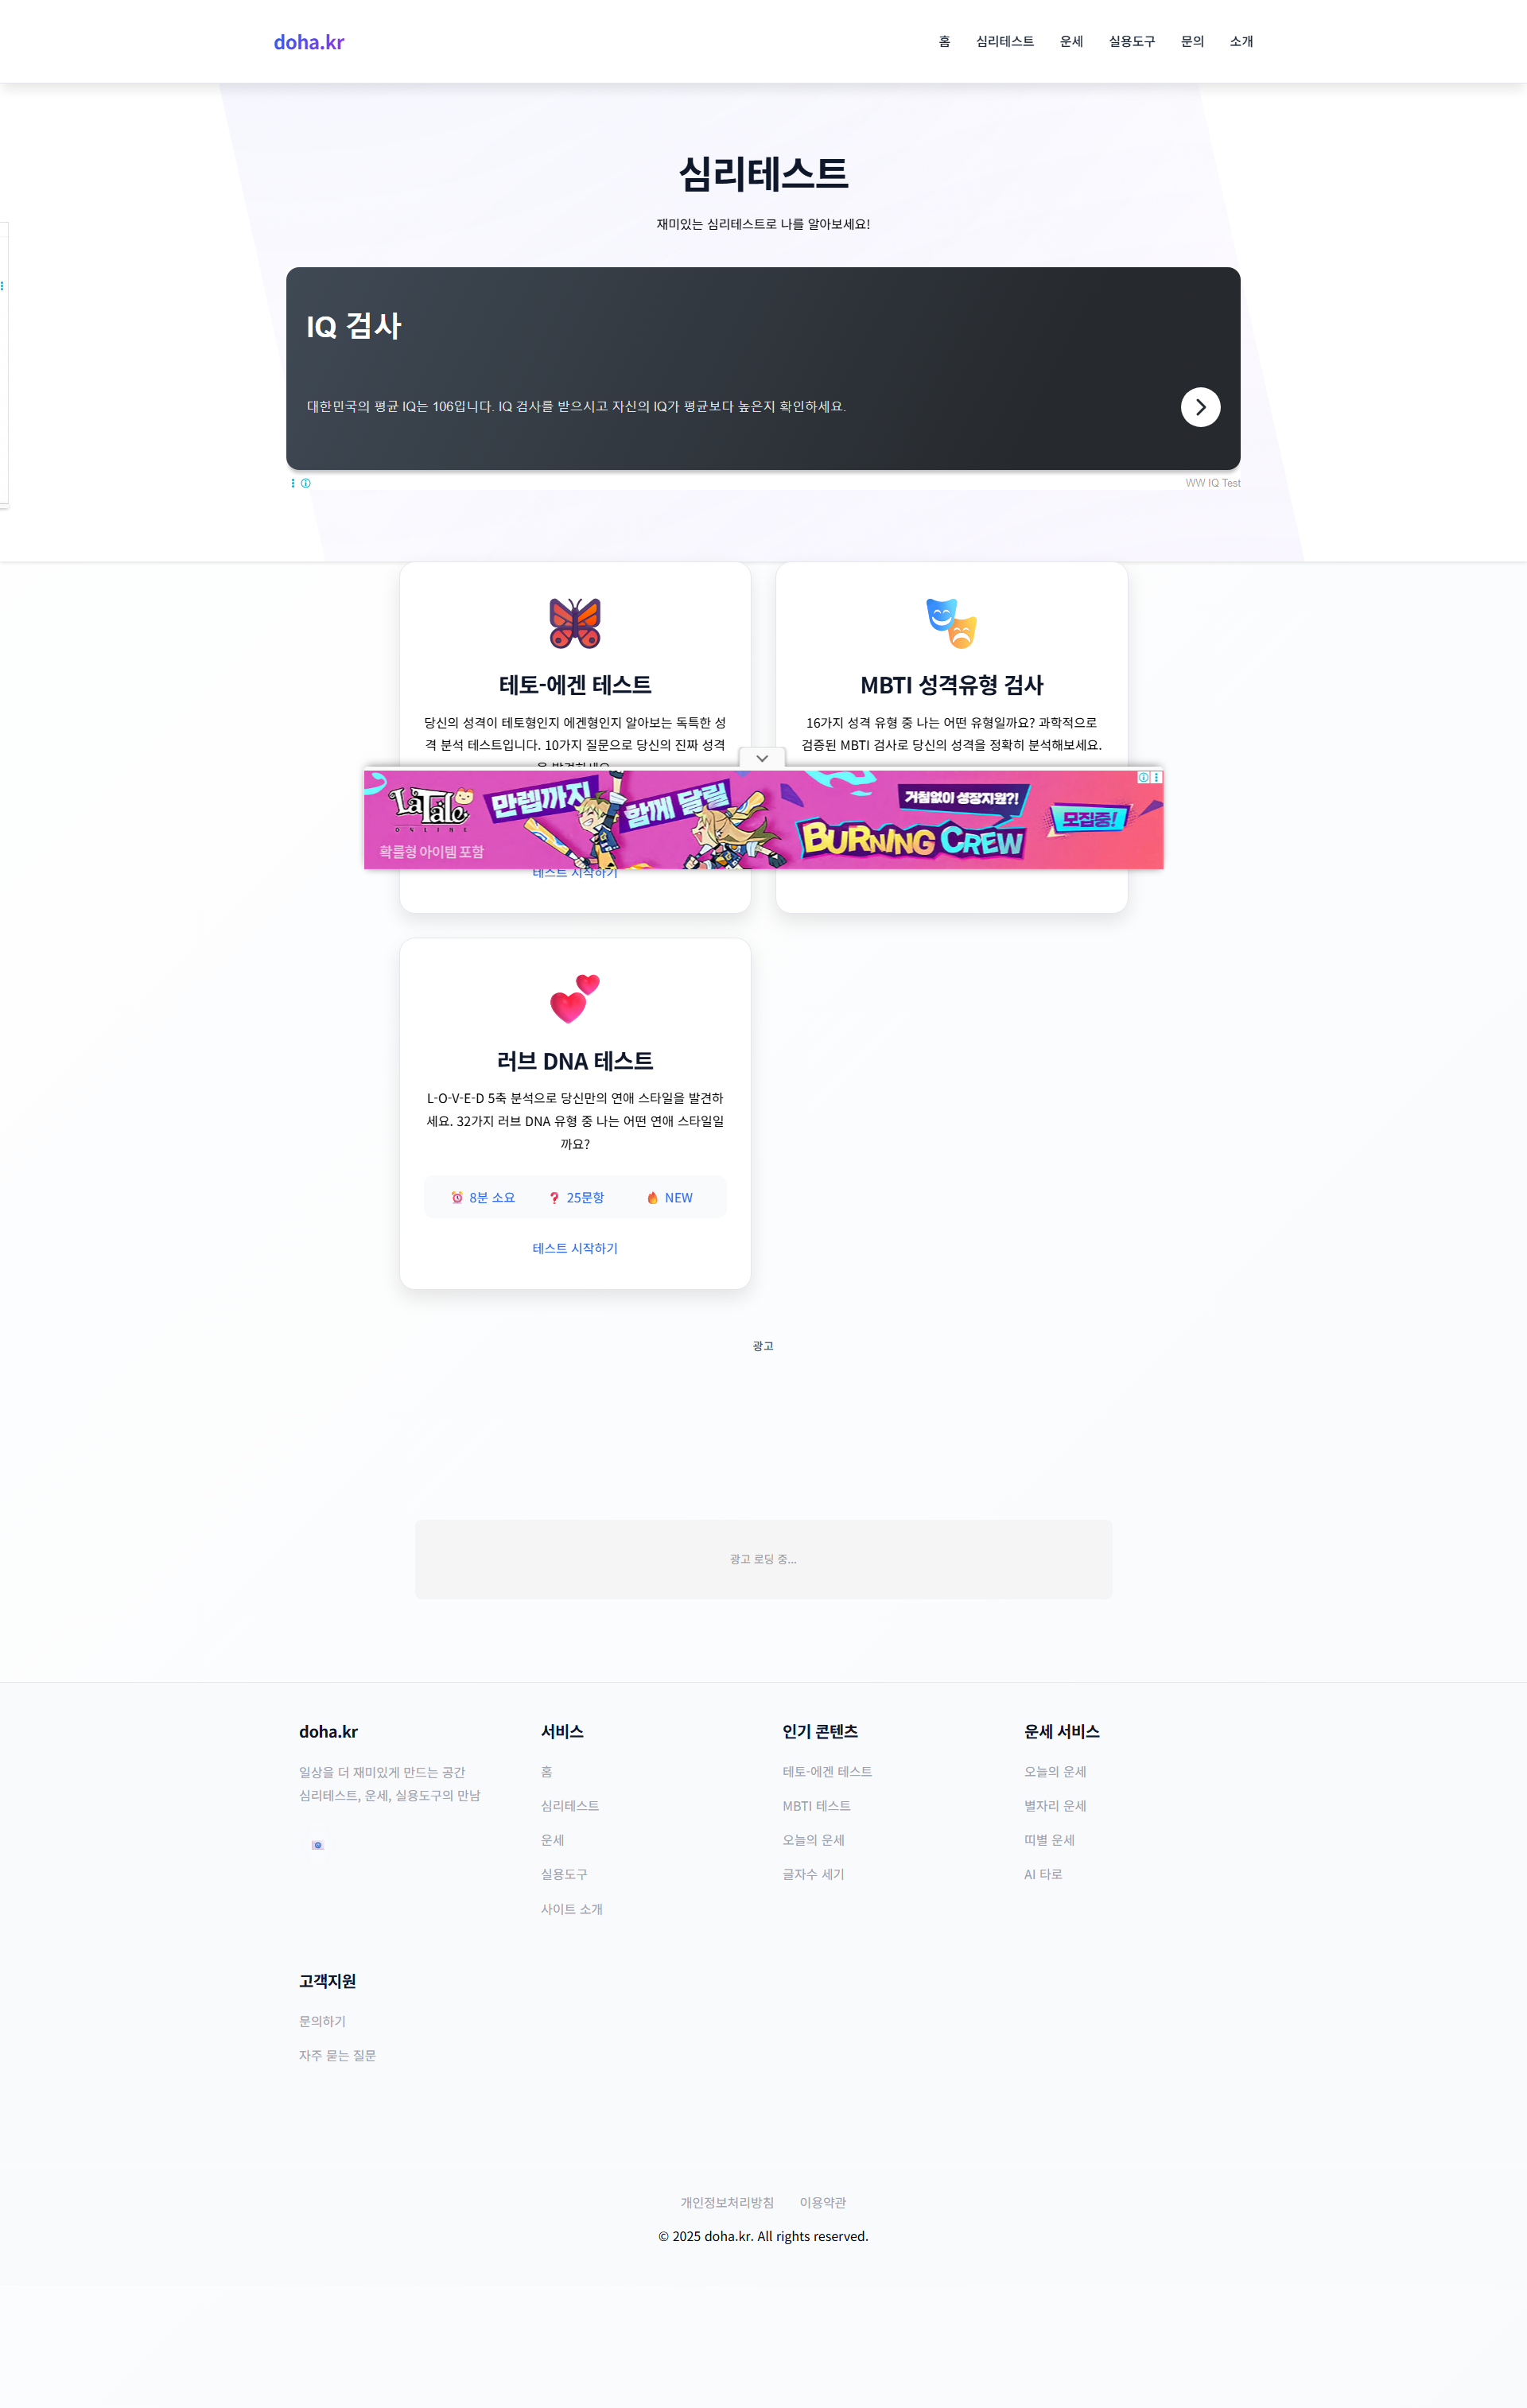 doha.kr
홈 심리테스트 운세 실용도구 문의 소개
심리테스트
재미있는 심리테스트로 나를 알아보세요!
IQ 검사
대한민국의 평균 IQ는 106입니다. IQ 검사를 받으시고 자신의 IQ가 평균보다 높은지 확인하세요.
WW IQ Test
테토-에겐 테스트
당신의 성격이 테토형인지 에겐형인지 알아보는 독특한 성
격 분석 테스트입니다. 10가지 질문으로 당신의 진짜 성격
MBTI 성격유형 검사
16가지 성격 유형 중 나는 어떤 유형일까요? 과학적으로
검증된 MBTI 검사로 당신의 성격을 정확히 분석해보세요.
LaTale
ONLINE
확률형 아이템 포함
만렙까지 함께 달릴
거침없이 성장지원?!
BURNING CREW
모집중!
테스트 시작하기
러브 DNA 테스트
L-O-V-E-D 5축 분석으로 당신만의 연애 스타일을 발견하
세요. 32가지 러브 DNA 유형 중 나는 어떤 연애 스타일일
까요?
8분 소요 25문항 NEW
테스트 시작하기
광고
광고 로딩 중...
doha.kr
일상을 더 재미있게 만드는 공간
심리테스트, 운세, 실용도구의 만남
서비스
홈
심리테스트
운세
실용도구
사이트 소개
인기 콘텐츠
테토-에겐 테스트
MBTI 테스트
오늘의 운세
글자수 세기
운세 서비스
오늘의 운세
별자리 운세
띠별 운세
AI 타로
고객지원
문의하기
자주 묻는 질문
개인정보처리방침 이용약관
© 2025 doha.kr. All rights reserved.